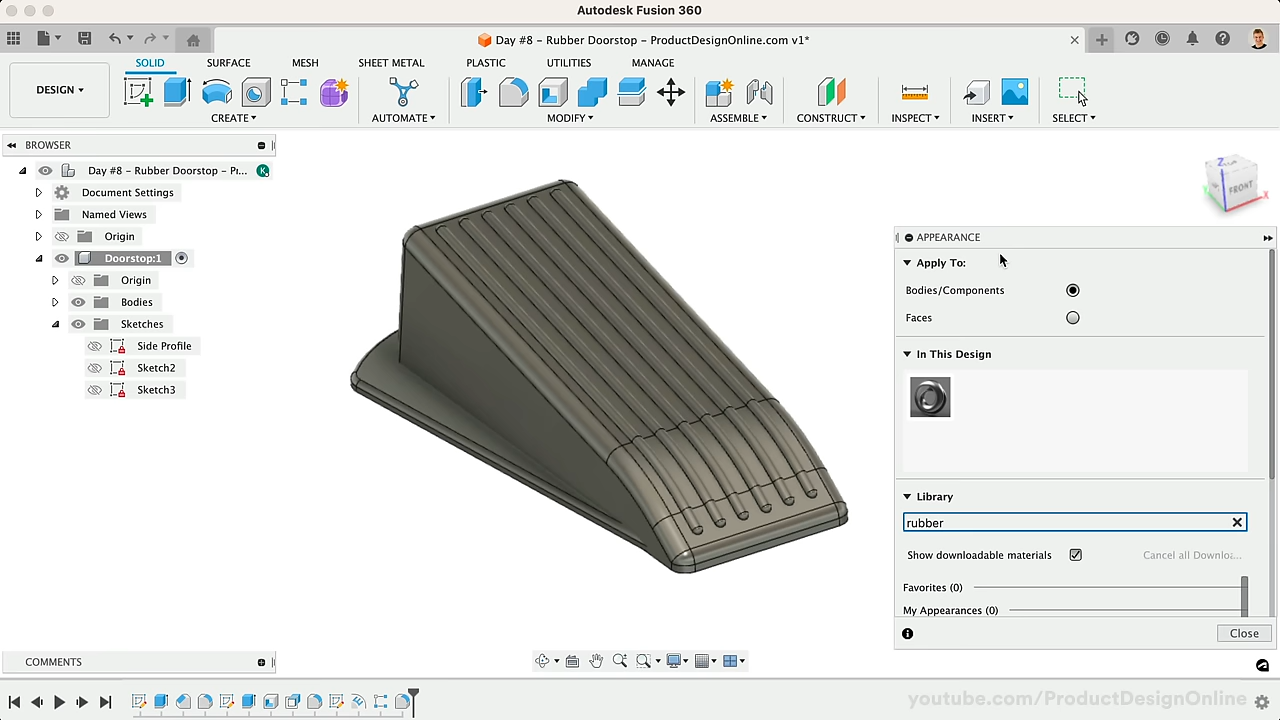 Autodesk Fusion 360
Day #8 – Rubber Doorstop – ProductDesignOnline.com v1*
SOLID SURFACE MESH SHEET METAL PLASTIC UTILITIES MANAGE
DESIGN
CREATE AUTOMATE MODIFY ASSEMBLE CONSTRUCT INSPECT INSERT SELECT
BROWSER
Day #8 – Rubber Doorstop – Pr...
K
Document Settings
Named Views
Origin
Doorstop:1
Origin
Bodies
Sketches
Side Profile
Sketch2
Sketch3
Z
FRONT
X
APPEARANCE
Apply To:
Bodies/Components
Faces
In This Design
Library
rubber
Show downloadable materials
Cancel all Downloa...
Favorites (0)
My Appearances (0)
Close
COMMENTS
youtube.com/ProductDesignOnline